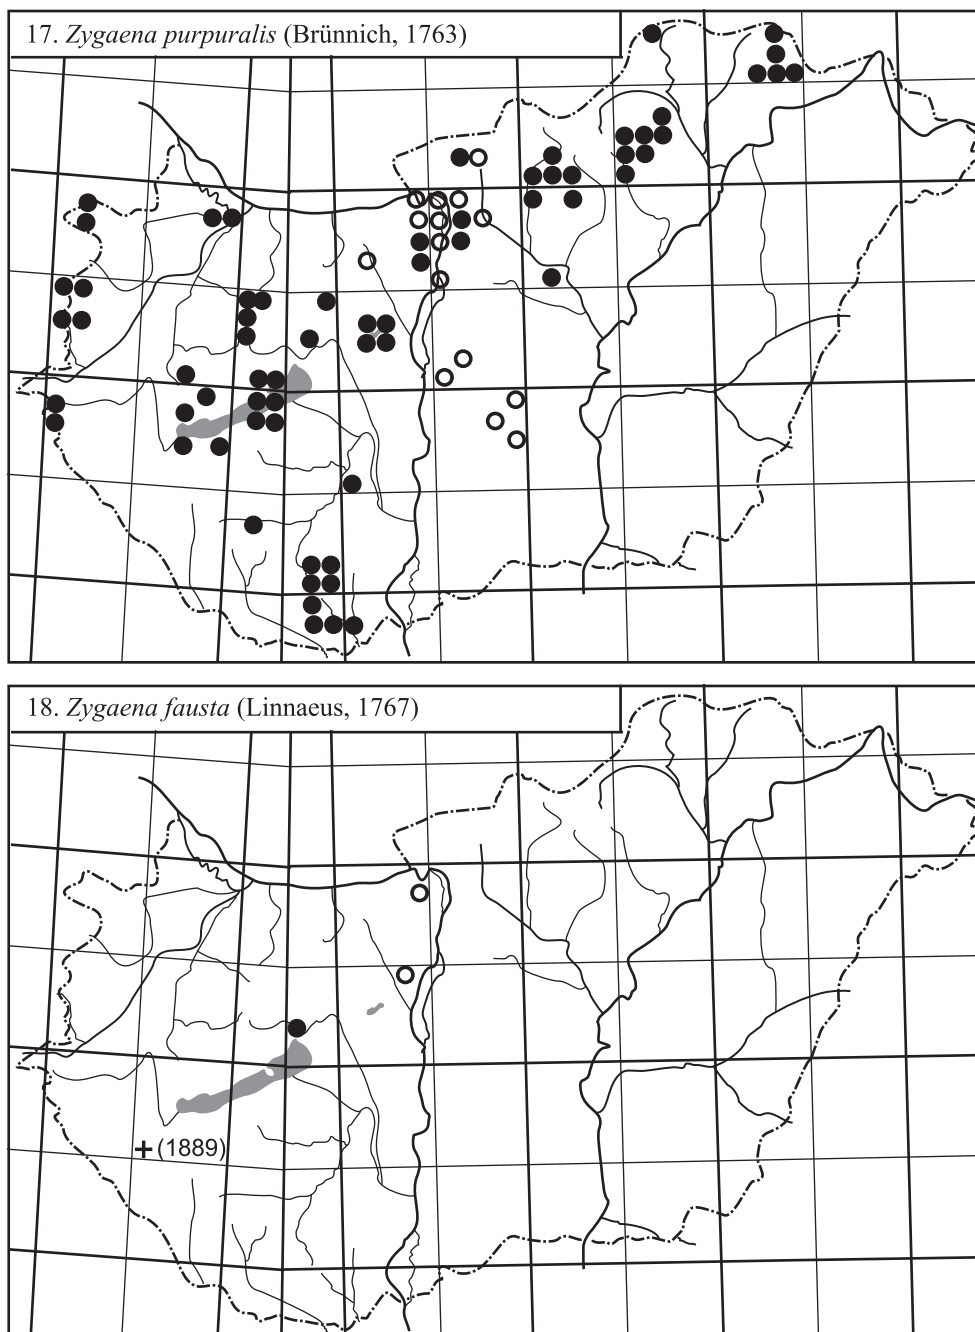 17. Zygaena purpuralis (Brünnich, 1763)
18. Zygaena fausta (Linnaeus, 1767)
+(1889)